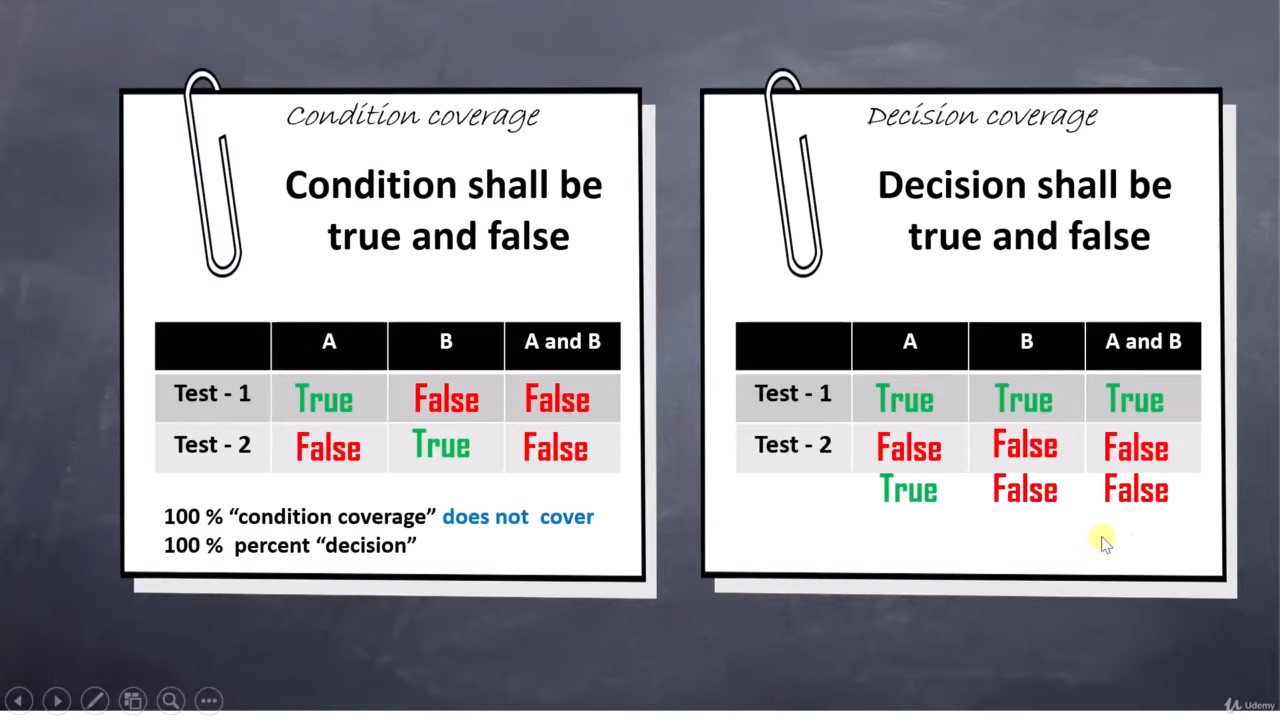 Condition coverage
Condition shall be
true and false
A B A and B
Test - 1 True False False
Test - 2 False True False
100 % “condition coverage” does not cover
100 % percent “decision”
Decision coverage
Decision shall be
true and false
A B A and B
Test - 1 True True True
Test - 2 False False False
True False False
Udemy